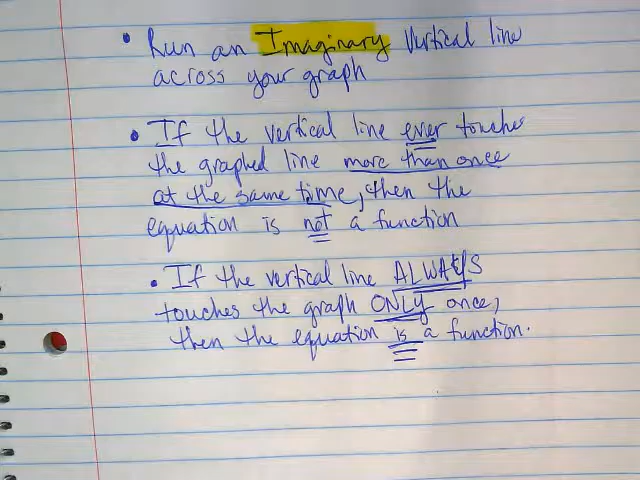 • Run an Imaginary vertical line
across your graph
• If the vertical line ever touches
the graphed line more than once
at the same time, then the
equation is not a function
• If the vertical line ALWAYS
touches the graph ONLY once,
then the equation is a function.